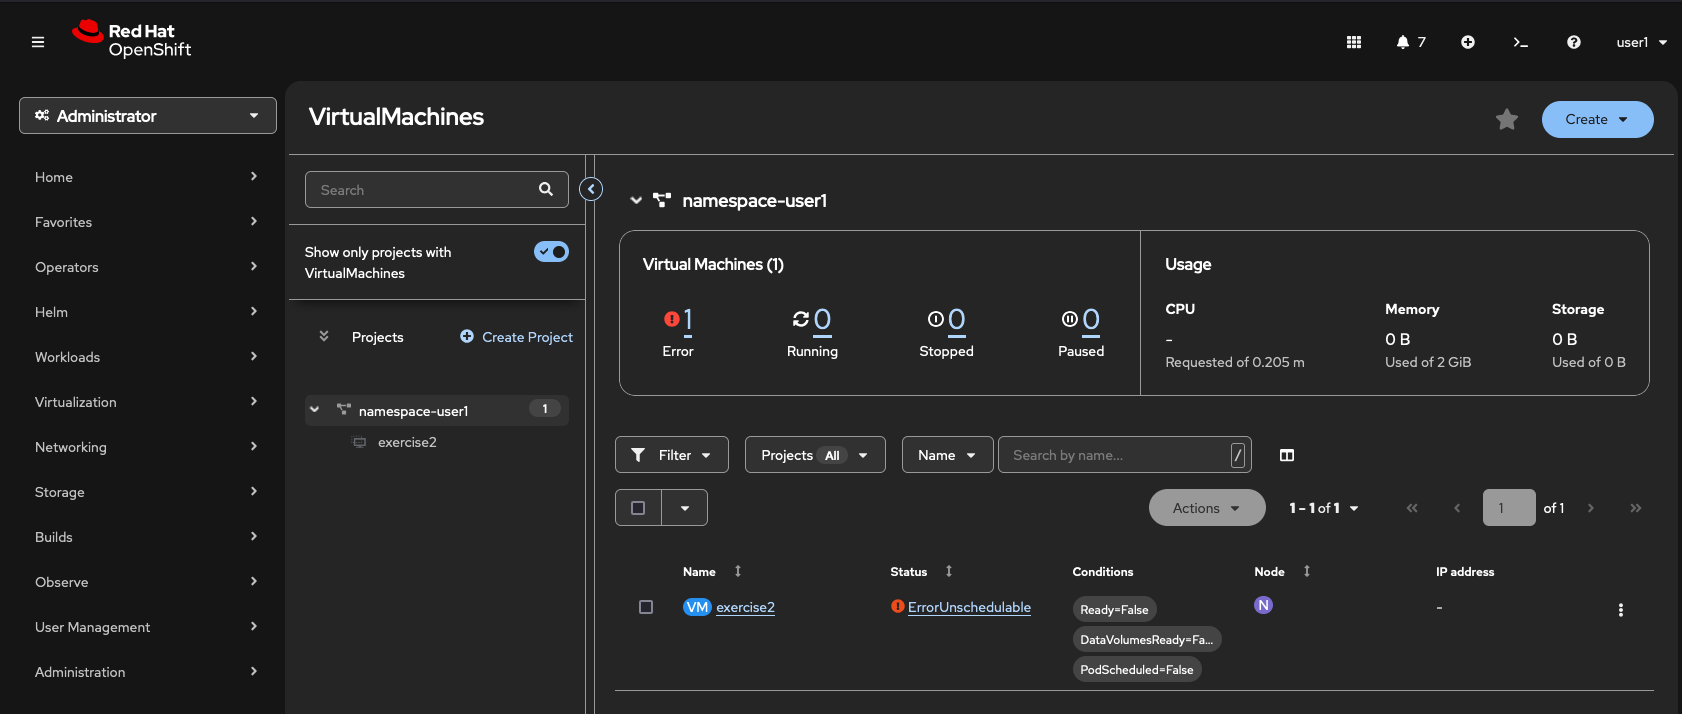 Red Hat
OpenShift
7
user1
Administrator
Home
Favorites
Operators
Helm
Workloads
Virtualization
Networking
Storage
Builds
Observe
User Management
Administration
VirtualMachines
Create
Search
Show only projects with
VirtualMachines
Projects
Create Project
namespace-user1 1
exercise2
namespace-user1
Virtual Machines (1)
1 0 0 0
Error Running Stopped Paused
Usage
CPU Memory Storage
- 0 B 0 B
Requested of 0.205 m Used of 2 GiB Used of 0 B
Filter Projects All Name Search by name... /
Actions 1 - 1 of 1 1 of 1
Name Status Conditions Node IP address
VM exercise2 ErrorUnschedulable Ready=False N -
DataVolumesReady=Fa...
PodScheduled=False